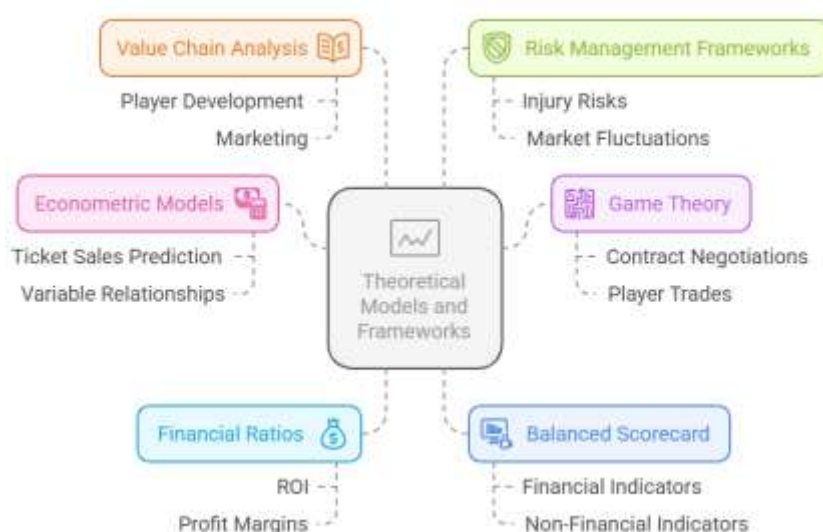 Value Chain Analysis
Player Development
Marketing
Risk Management Frameworks
Injury Risks
Market Fluctuations
Econometric Models
Ticket Sales Prediction
Variable Relationships
Game Theory
Contract Negotiations
Player Trades
Theoretical
Models and
Frameworks
Financial Ratios
ROI
Profit Margins
Balanced Scorecard
Financial Indicators
Non-Financial Indicators